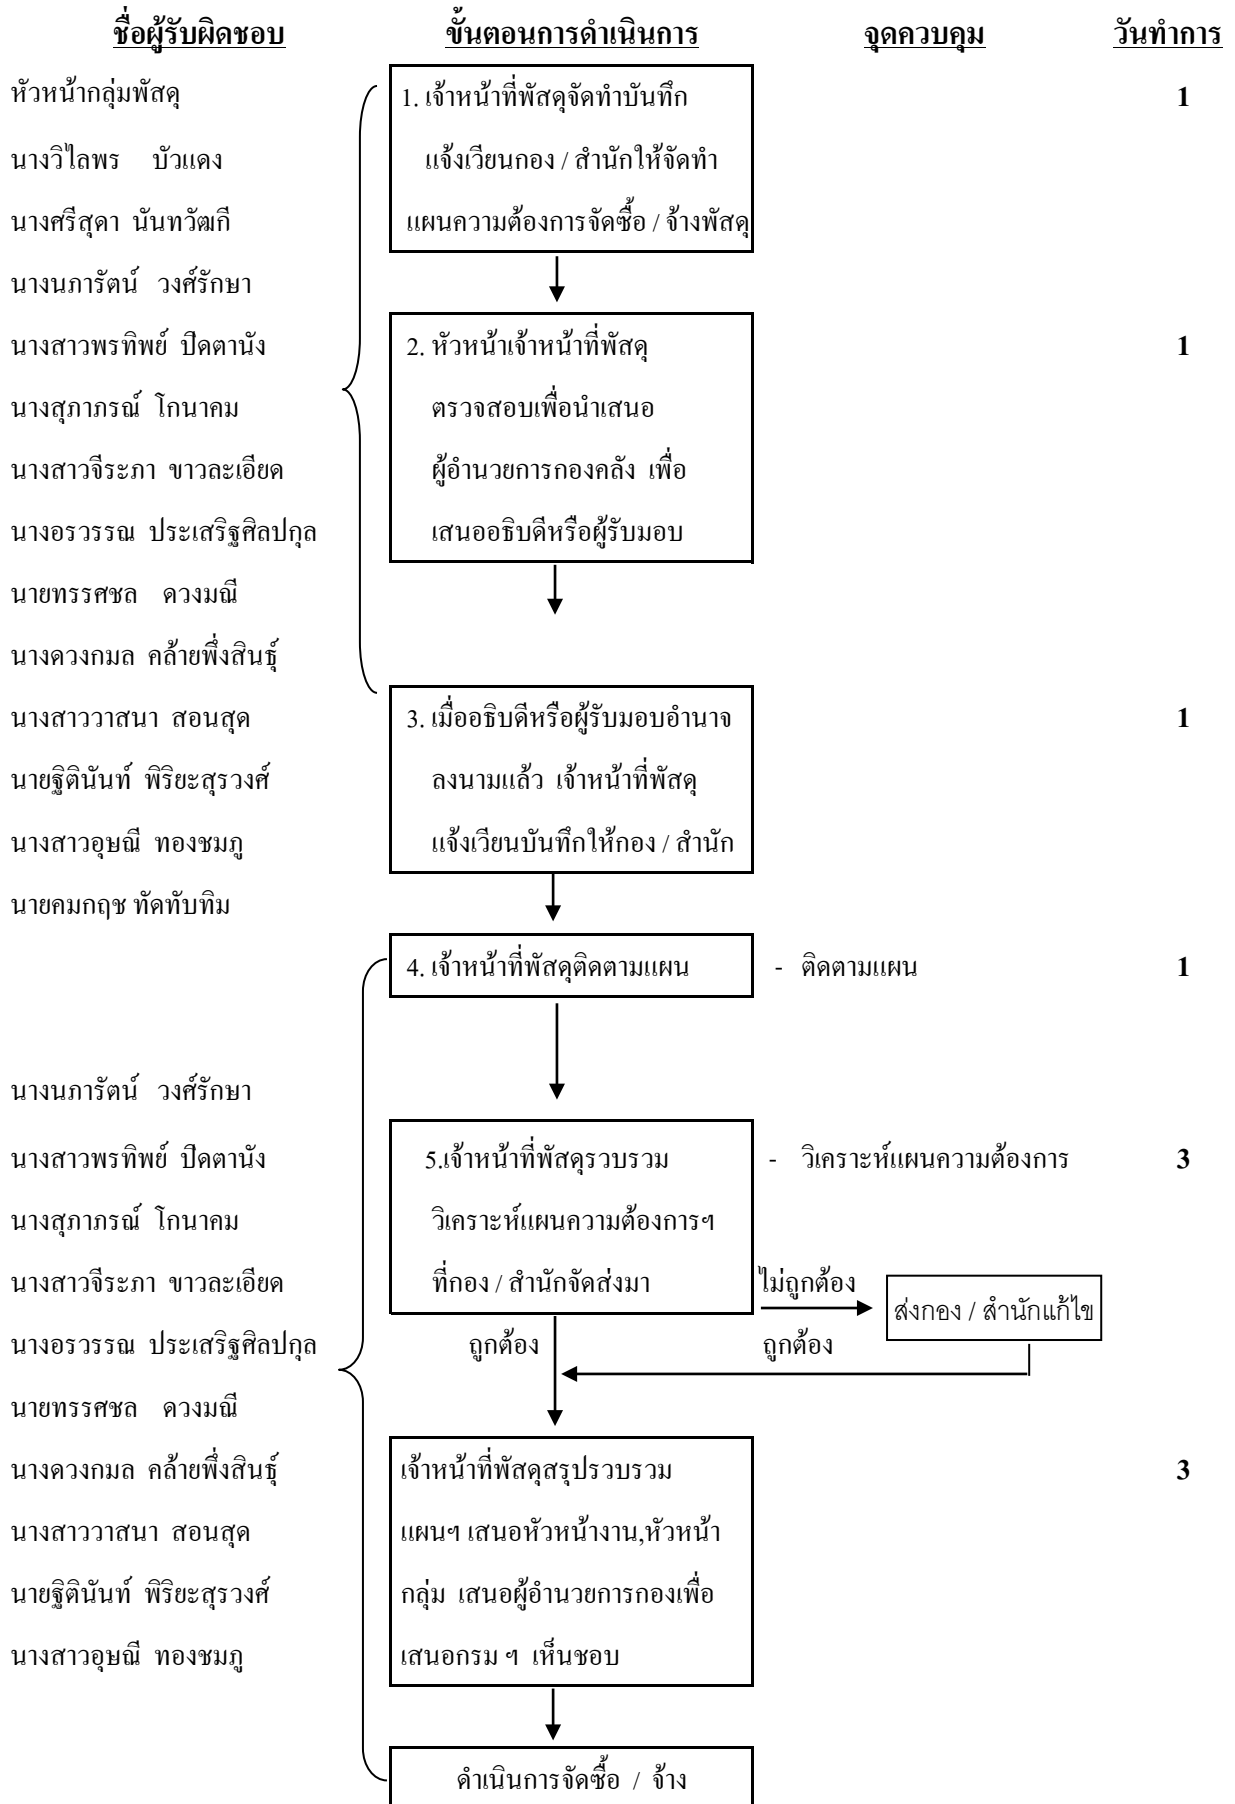 ชื่อผู้รับผิดชอบ ขั้นตอนการดำเนินการ จุดควบคุม วันทำการ
หัวหน้ากลุ่มพัสดุ 1. เจ้าหน้าที่พัสดุจัดทำบันทึก 1
นางวิไลพร บัวแดง แจ้งเวียนกอง / สำนักให้จัดทำ
นางศรีสุดา นันทวัฒกี แผนความต้องการจัดซื้อ / จ้างพัสดุ
นางนภารัตน์ วงศ์รักษา
นางสาวพรทิพย์ ปิดตานัง 2. หัวหน้าเจ้าหน้าที่พัสดุ 1
นางสุภาภรณ์ โกนาคม ตรวจสอบเพื่อนำเสนอ
นางสาวจีระภา ขาวละเอียด ผู้อำนวยการกองคลัง เพื่อ
นางอรวรรณ ประเสริฐศิลปกุล เสนออธิบดีหรือผู้รับมอบ
นายทรรศชล ดวงมณี
นางดวงกมล คล้ายพึ่งสินธุ์
นางสาววาสนา สอนสุด 3. เมื่ออธิบดีหรือผู้รับมอบอำนาจ 1
นายฐิตินันท์ พิริยะสุรวงศ์ ลงนามแล้ว เจ้าหน้าที่พัสดุ
นางสาวอุษณี ทองชมภู แจ้งเวียนบันทึกให้กอง / สำนัก
นายคมกฤช ทัดทับทิม
4. เจ้าหน้าที่พัสดุติดตามแผน - ติดตามแผน 1
นางนภารัตน์ วงศ์รักษา
นางสาวพรทิพย์ ปิดตานัง 5.เจ้าหน้าที่พัสดุรวบรวม - วิเคราะห์แผนความต้องการ 3
นางสุภาภรณ์ โกนาคม วิเคราะห์แผนความต้องการฯ
นางสาวจีระภา ขาวละเอียด ที่กอง / สำนักจัดส่งมา ไม่ถูกต้อง
ส่งกอง / สำนักแก้ไข
นางอรวรรณ ประเสริฐศิลปกุล ถูกต้อง ถูกต้อง
นายทรรศชล ดวงมณี
นางดวงกมล คล้ายพึ่งสินธุ์ เจ้าหน้าที่พัสดุสรุปรวบรวม 3
นางสาววาสนา สอนสุด แผนฯ เสนอหัวหน้างาน,หัวหน้า
นายฐิตินันท์ พิริยะสุรวงศ์ กลุ่ม เสนอผู้อำนวยการกองเพื่อ
นางสาวอุษณี ทองชมภู เสนอกรม ฯ เห็นชอบ
ดำเนินการจัดซื้อ / จ้าง